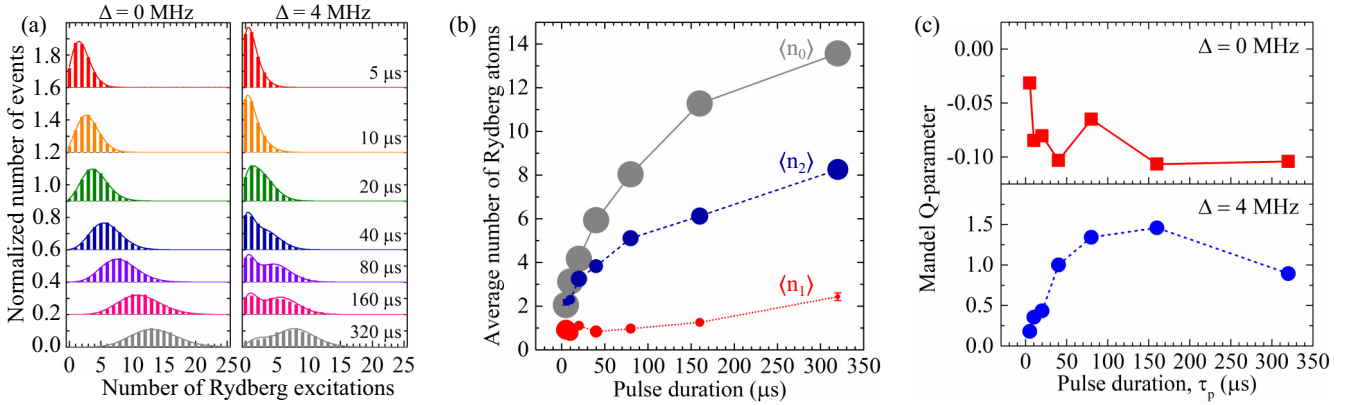 (a)
Δ = 0 MHz
Δ = 4 MHz
Normalized number of events
1.8
1.6
1.4
1.2
1.0
0.8
0.6
0.4
0.2
0.0
5 μs
10 μs
20 μs
40 μs
80 μs
160 μs
320 μs
0 5 10 15 20 25
0 5 10 15 20 25
Number of Rydberg excitations
(b)
Average number of Rydberg atoms
14
12
10
8
6
4
2
0
⟨n₀⟩
⟨n₂⟩
⟨n₁⟩
0 50 100 150 200 250 300 350
Pulse duration (μs)
(c)
Mandel Q-parameter
0.00
-0.05
-0.10
Δ = 0 MHz
1.5
1.0
0.5
0.0
Δ = 4 MHz
0 50 100 150 200 250 300 350
Pulse duration, τₚ (μs)